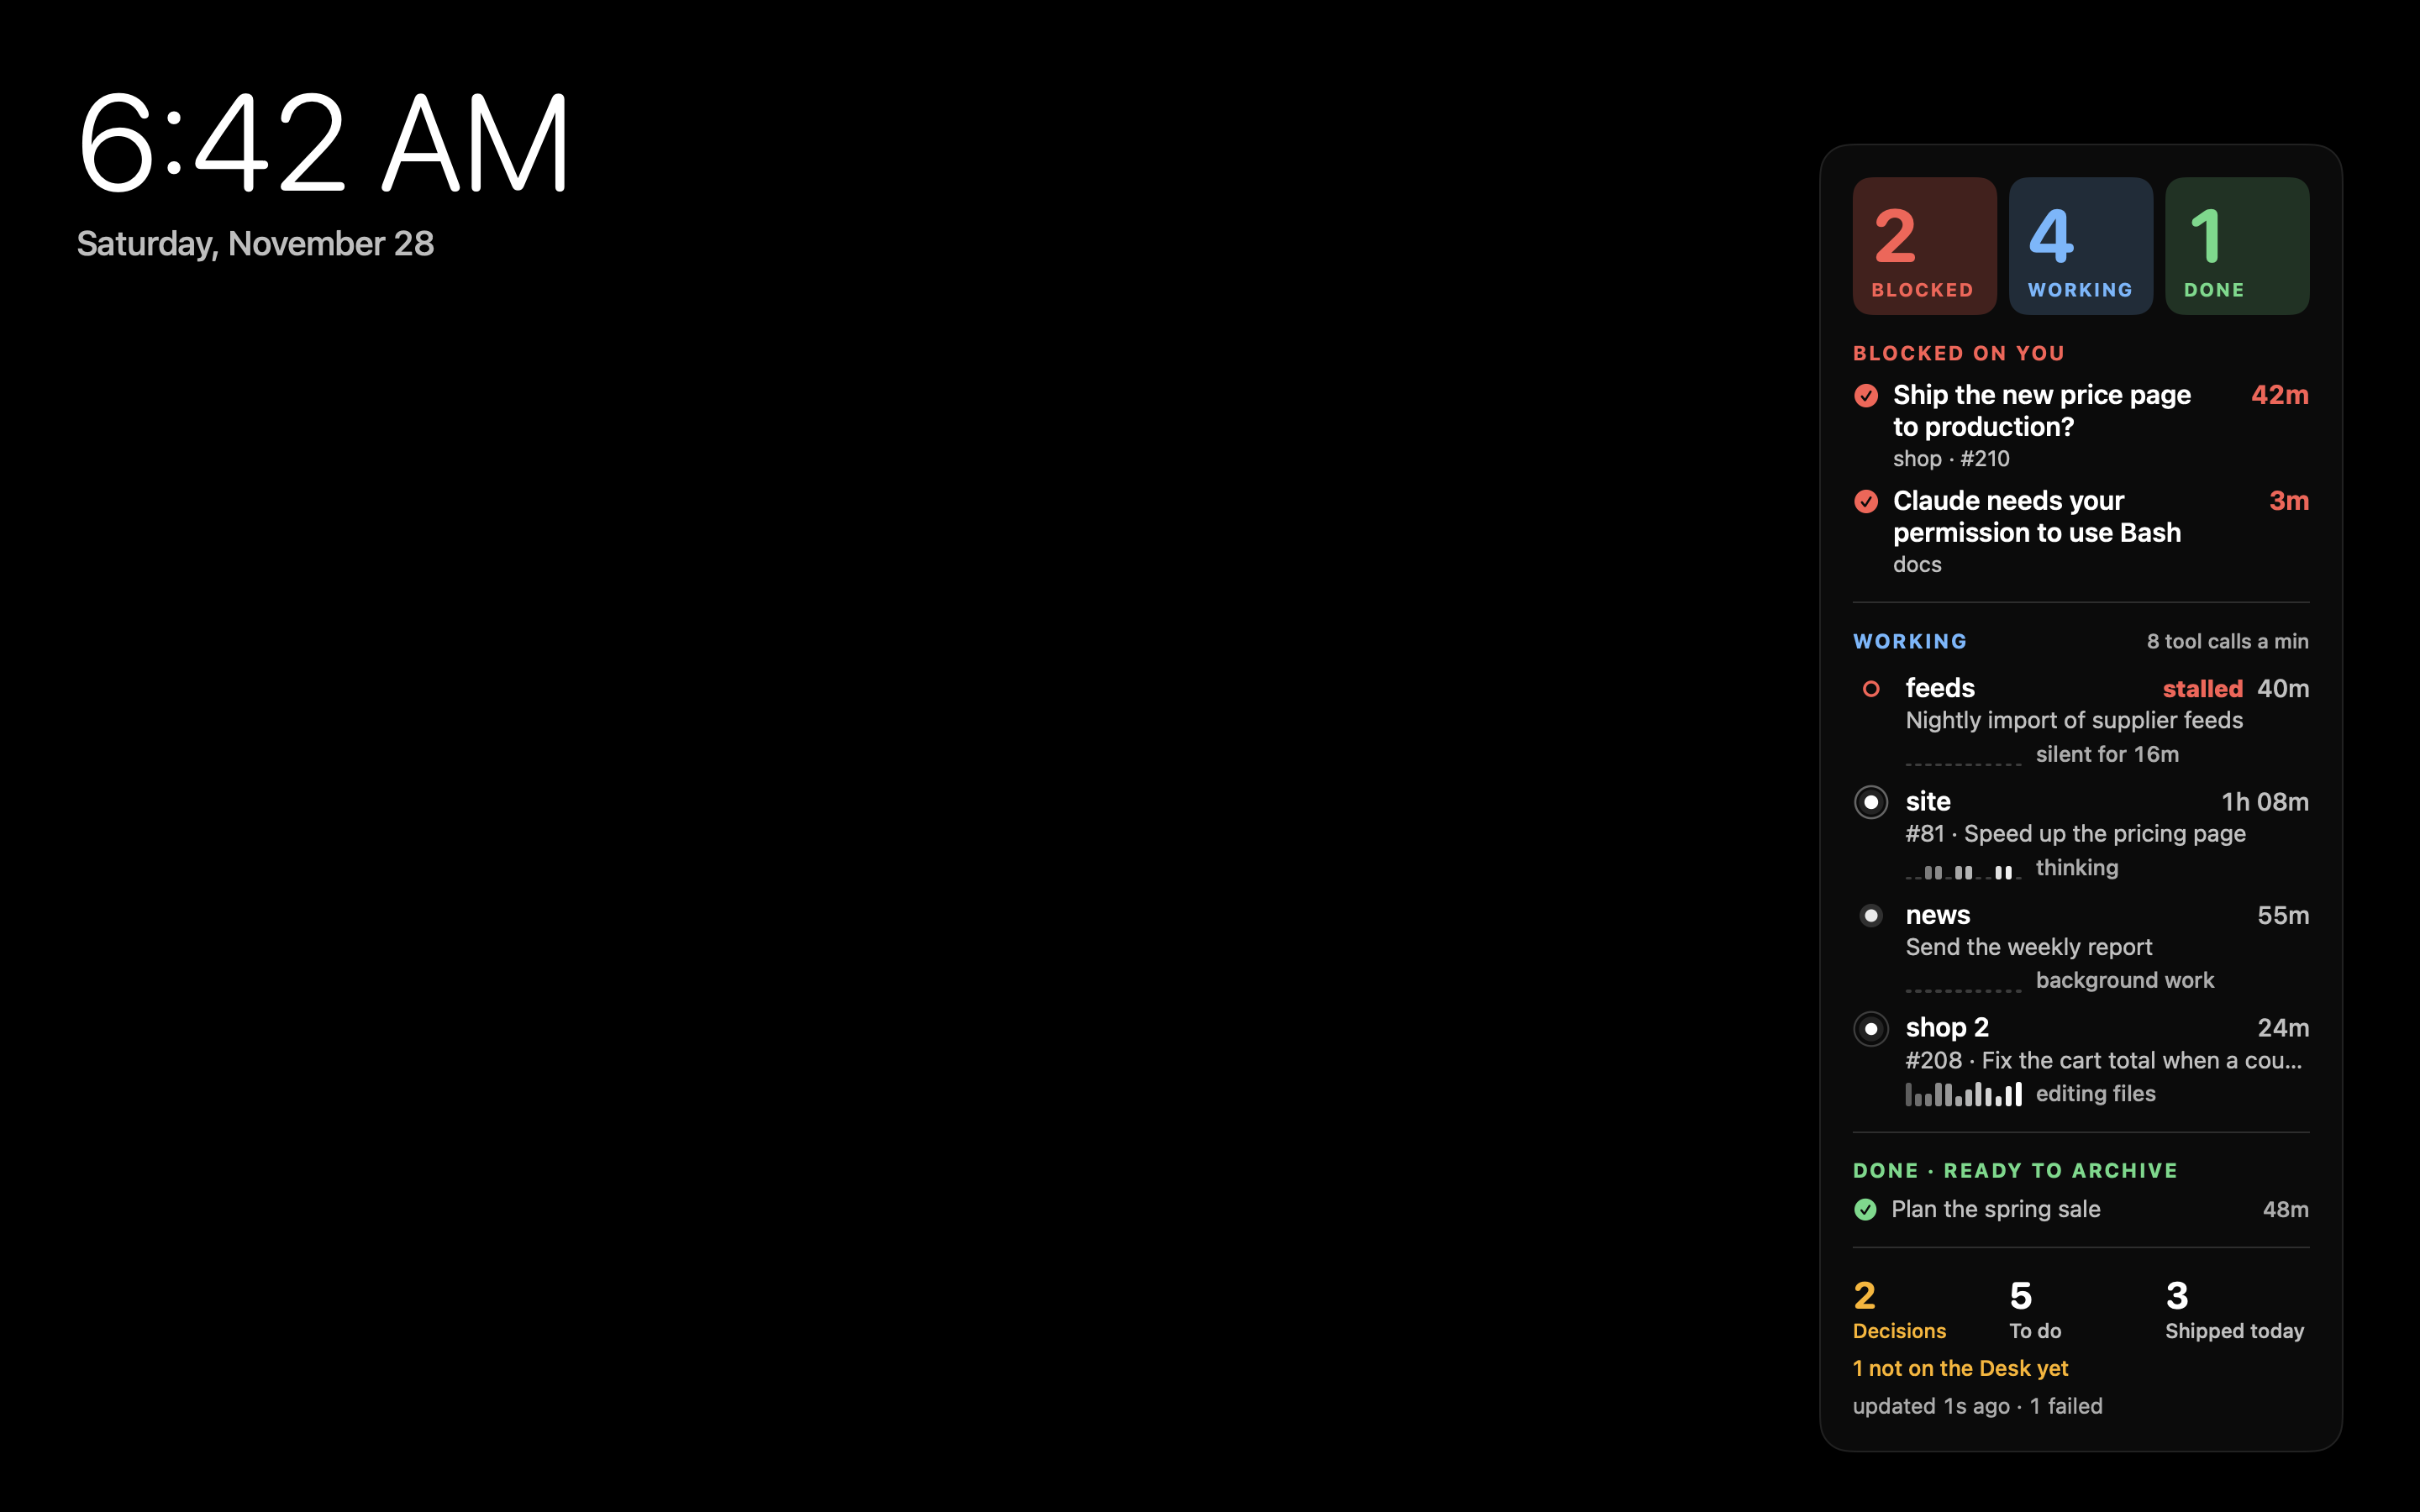 6:42 AM
Saturday, November 28
2
BLOCKED
4
WORKING
1
DONE
BLOCKED ON YOU
Ship the new price page 42m
to production?
shop · #210
Claude needs your 3m
permission to use Bash
docs
WORKING 8 tool calls a min
feeds stalled 40m
Nightly import of supplier feeds
silent for 16m
site 1h 08m
#81 · Speed up the pricing page
thinking
news 55m
Send the weekly report
background work
shop 2 24m
#208 · Fix the cart total when a cou...
editing files
DONE · READY TO ARCHIVE
Plan the spring sale 48m
2 5 3
Decisions To do Shipped today
1 not on the Desk yet
updated 1s ago · 1 failed